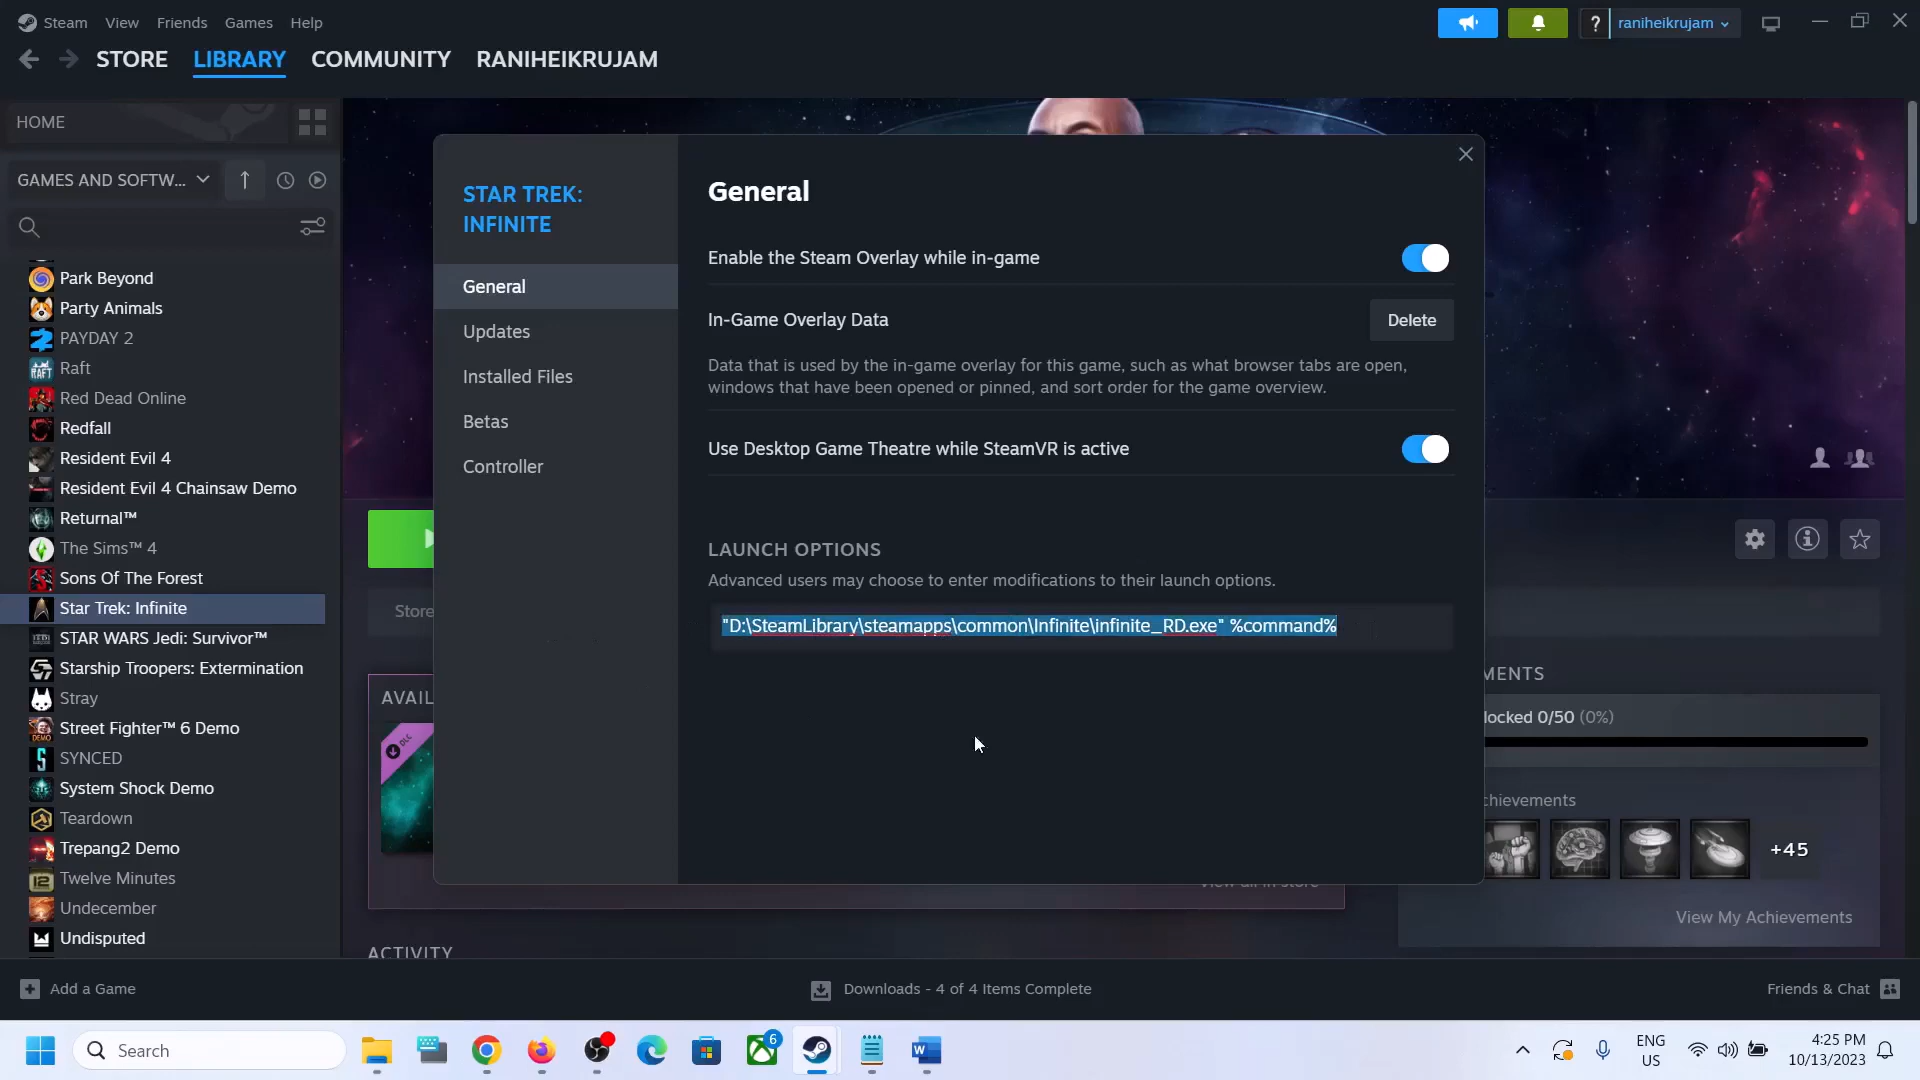 Steam View Friends Games Help
? raniheikrujam
STORE LIBRARY COMMUNITY RANIHEIKRUJAM
HOME
GAMES AND SOFTW...
Park Beyond
Party Animals
PAYDAY 2
Raft
Red Dead Online
Redfall
Resident Evil 4
Resident Evil 4 Chainsaw Demo
Returnal™
The Sims™ 4
Sons Of The Forest
Star Trek: Infinite
STAR WARS Jedi: Survivor™
Starship Troopers: Extermination
Stray
Street Fighter™ 6 Demo
SYNCED
System Shock Demo
Teardown
Trepang2 Demo
Twelve Minutes
Undecember
Undisputed
STAR TREK:
INFINITE
General
Updates
Installed Files
Betas
Controller
General
Enable the Steam Overlay while in-game
In-Game Overlay Data
Delete
Data that is used by the in-game overlay for this game, such as what browser tabs are open,
windows that have been opened or pinned, and sort order for the game overview.
Use Desktop Game Theatre while SteamVR is active
LAUNCH OPTIONS
Advanced users may choose to enter modifications to their launch options.
"D:\SteamLibrary\steamapps\common\Infinite\infinite_RD.exe" %command%
Store
AVAIL
DLC
View all in store
ACTIVITY
MENTS
locked 0/50 (0%)
chievements
+45
View My Achievements
Add a Game
Downloads - 4 of 4 Items Complete
Friends & Chat
Search
6
ENG
US
4:25 PM
10/13/2023